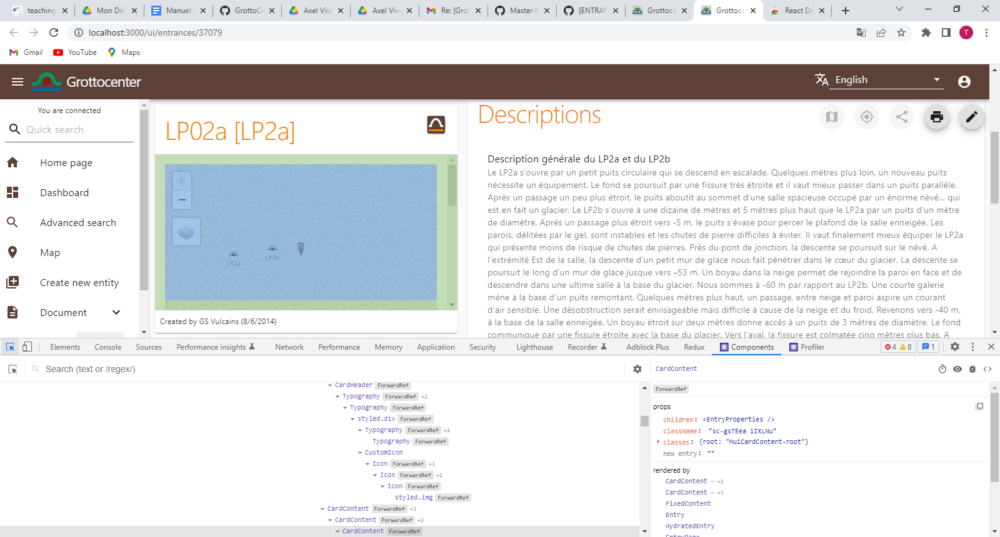 teaching
Mon Dri
Manuel
GrottoCe
Axel Vivi
Axel Vivi
Re: [Grot
Master
[ENTRAN
Grottoce
Grottoce
React De
localhost:3000/ui/entrances/37079
T
Gmail
YouTube
Maps
Grottocenter
English
You are connected
Quick search
Home page
Dashboard
Advanced search
Map
Create new entity
Document
LP02a [LP2a]
LP2a
LP2b
Created by GS Vulcains (8/6/2014)
Descriptions
Description générale du LP2a et du LP2b
Le LP2a s’ouvre par un petit puits circulaire qui se descend en escalade. Quelques mètres plus loin, un nouveau puits
nécessite un équipement. Le fond se poursuit par une fissure très étroite et il vaut mieux passer dans un puits parallèle.
Après un passage un peu plus étroit, le puits aboutit au sommet d’une salle spacieuse occupé par un énorme névé... qui
est en fait un glacier. Le LP2b s’ouvre à une dizaine de mètres et 5 mètres plus haut que le LP2a par un puits d’un mètre
de diamètre. Après un passage plus étroit vers -5 m, le puits s’évase pour percer le plafond de la salle enneigée. Les
parois, délitées par le gel, sont instables et les chutes de pierre difficiles à éviter. Il vaut finalement mieux équiper le LP2a
qui présente moins de risque de chutes de pierres. Près du pont de jonction, la descente se poursuit sur le névé. A
l’extrémité Est de la salle, la descente d’un petit mur de glace nous fait pénétrer dans le cœur du glacier. La descente se
poursuit le long d’un mur de glace jusque vers –53 m. Un boyau dans la neige permet de rejoindre la paroi en face et de
descendre dans une ultime salle à la base du glacier. Nous sommes à -60 m par rapport au LP2b. Une courte galerie
mène à la base d’un puits remontant. Quelques mètres plus haut, un passage, entre neige et paroi aspire un courant
d’air sensible. Une désobstruction serait envisageable mais difficile à cause de la neige et du froid. Revenons vers -40 m,
à la base de la salle enneigée. Un boyau étroit sur deux mètres donne accès à un puits de 3 mètres de diamètre. Le fond
communique par une fissure étroite avec la base du glacier. Vers l’aval, la fissure est colmatée cinq mètres plus bas. A
Elements
Console
Sources
Performance insights
Network
Performance
Memory
Application
Security
Lighthouse
Recorder
Adblock Plus
Redux
Components
Profiler
4
8
1
Search (text or /regex/)
CardHeader ForwardRef
Typography ForwardRef +2
Typography ForwardRef
styled.div ForwardRef
Typography ForwardRef +2
Typography ForwardRef
CustomIcon
Icon ForwardRef +3
Icon ForwardRef +2
Icon ForwardRef
styled.img ForwardRef
CardContent ForwardRef +3
CardContent ForwardRef +2
CardContent ForwardRef
CardContent
ForwardRef
props
children: <EntryProperties />
className: "sc-gsTEea iIXLNu"
classes: {root: "MuiCardContent-root"}
new entry: ""
rendered by
CardContent +2
CardContent +3
FixedContent
Entry
HydratedEntry
EntryPage